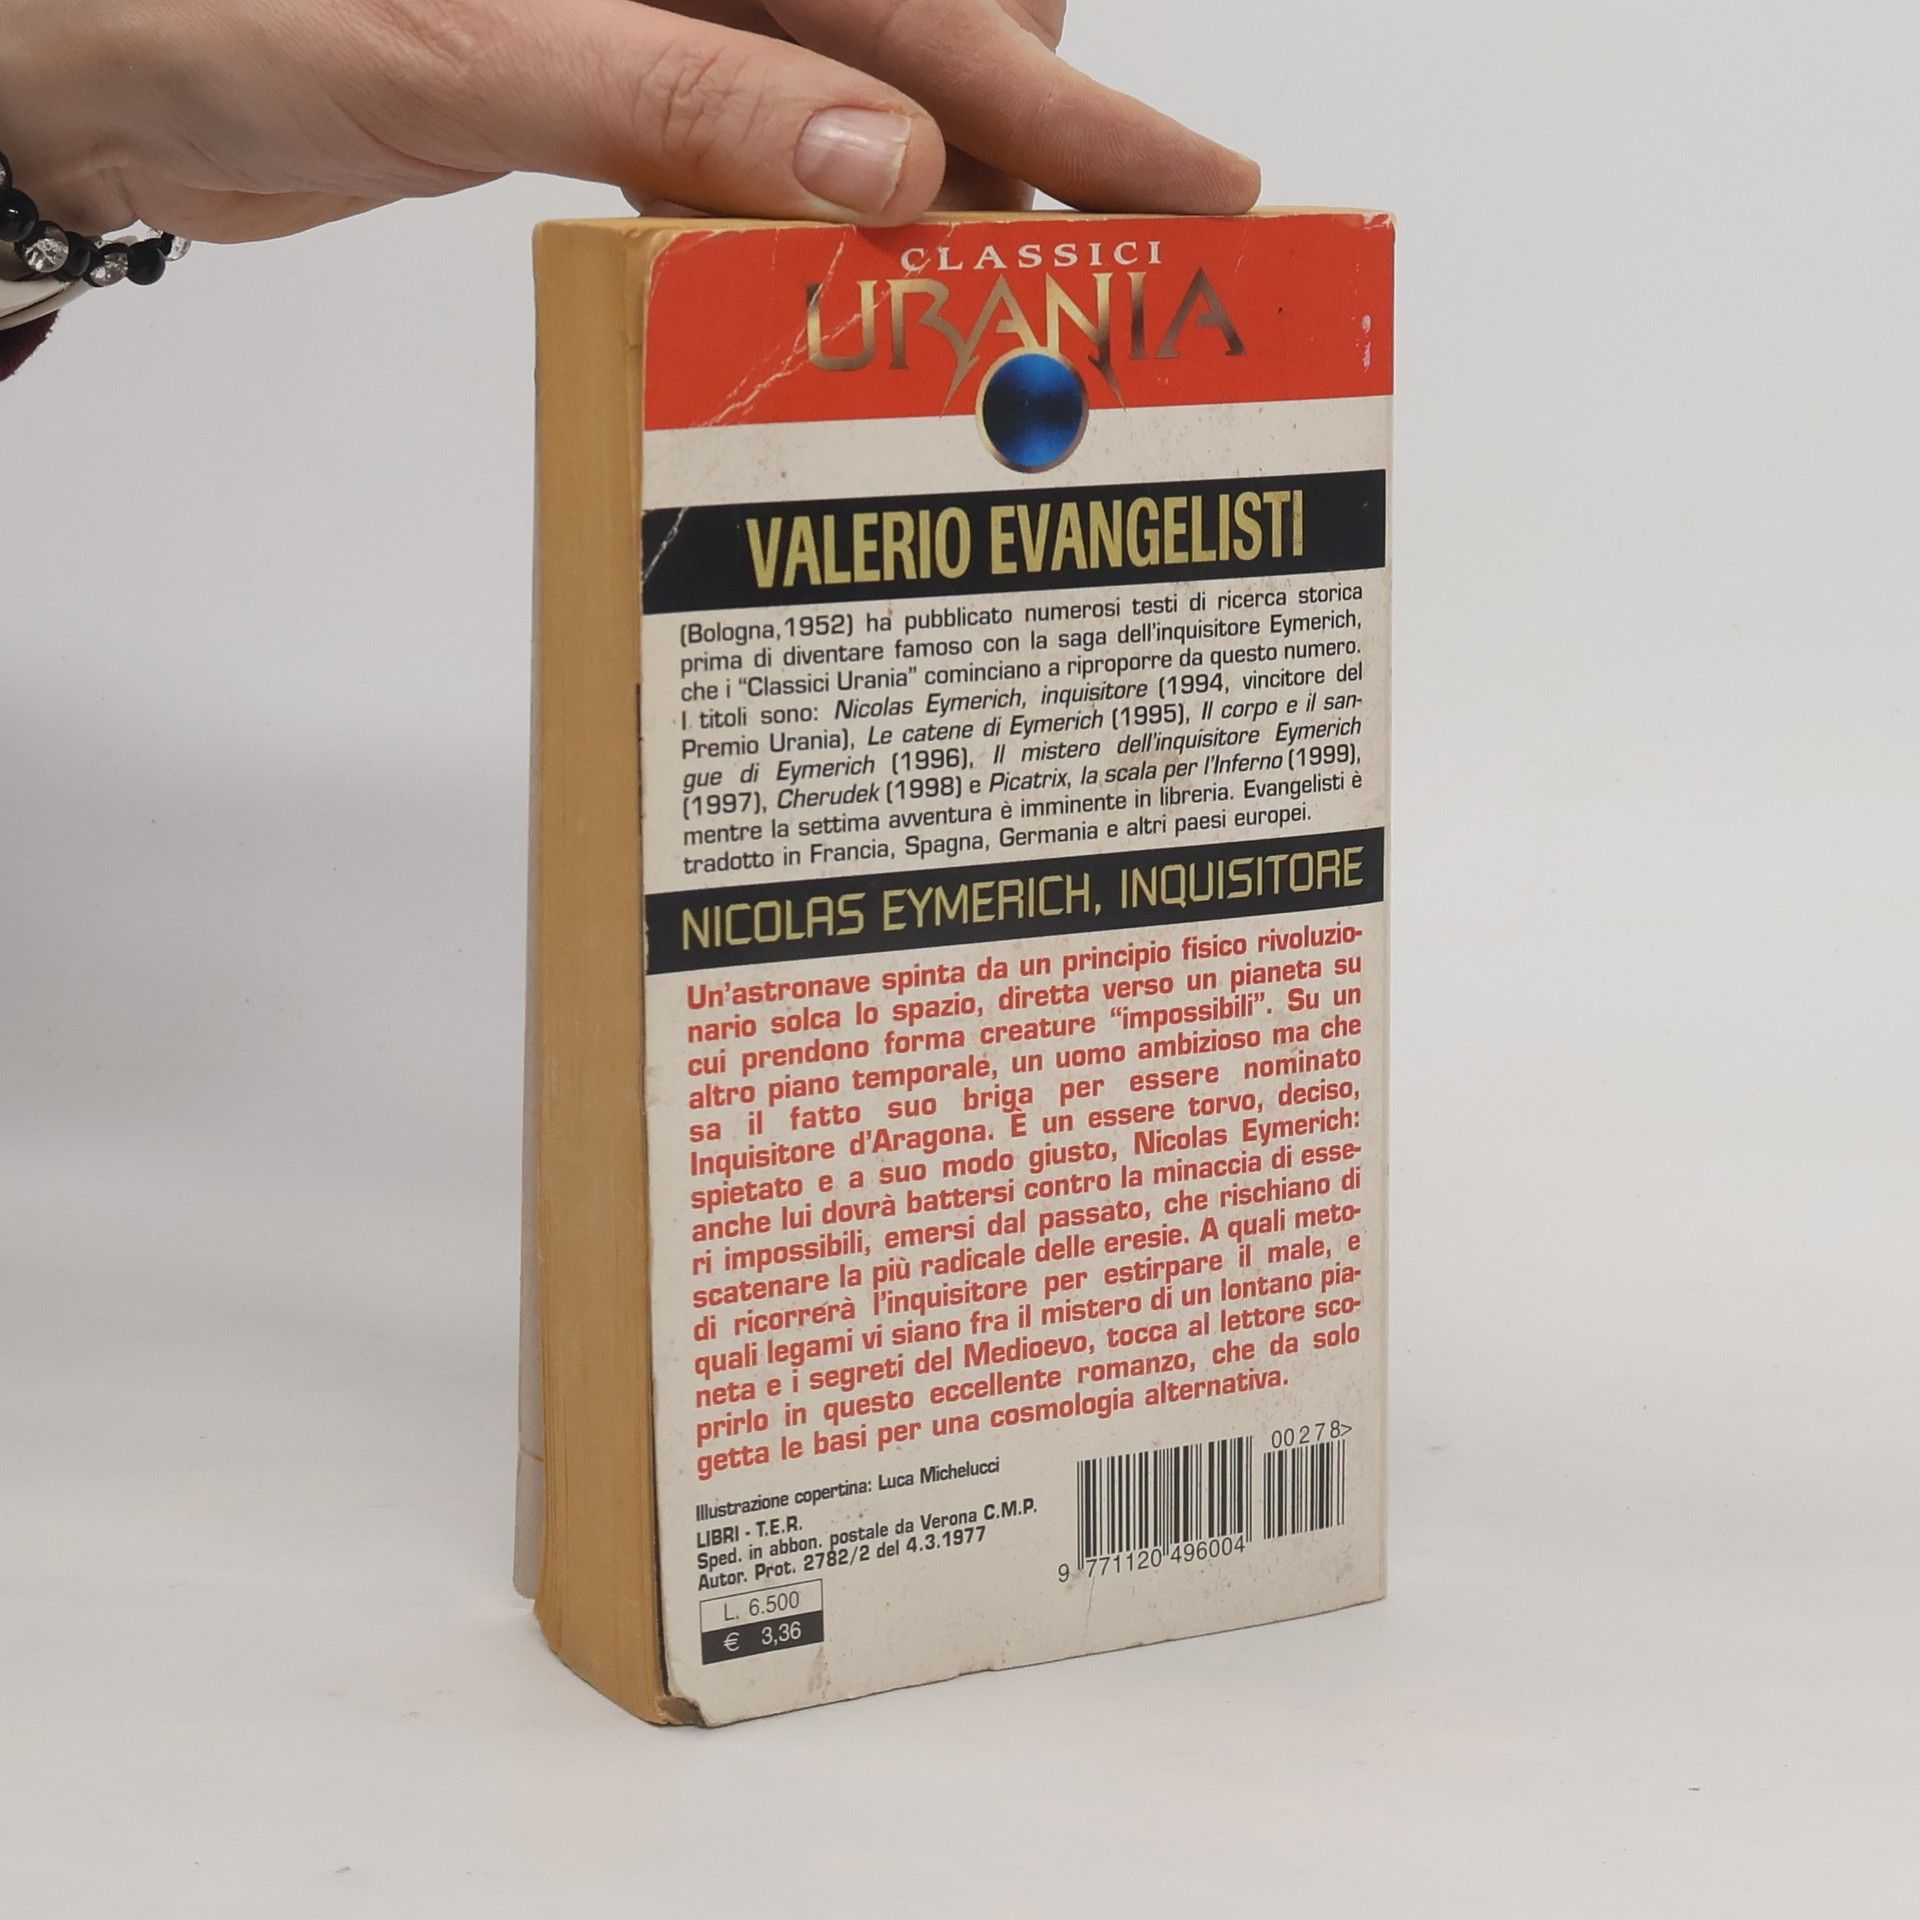 CLASSICI
URANIA
VALERIO EVANGELISTI
(Bologna, 1952) ha pubblicato numerosi testi di ricerca storica
prima di diventare famoso con la saga dell'inquisitore Eymerich,
che i "Classici Urania" cominciano a riproporre da questo numero.
I titoli sono: Nicolas Eymerich, inquisitore (1994, vincitore del
Premio Urania), Le catene di Eymerich (1995), Il corpo e il san-
gue di Eymerich (1996), Il mistero dell'inquisitore Eymerich
(1997), Cherudek (1998) e Picatrix, la scala per l'Inferno (1999),
mentre la settima avventura è imminente in libreria. Evangelisti è
tradotto in Francia, Spagna, Germania e altri paesi europei.
NICOLAS EYMERICH, INQUISITORE
Un'astronave spinta da un principio fisico rivoluzio-
nario solca lo spazio, diretta verso un pianeta su
cui prendono forma creature "impossibili". Su un
altro piano temporale, un uomo ambizioso ma che
sa il fatto suo briga per essere nominato
Inquisitore d'Aragona. È un essere torvo, deciso,
spietato e a suo modo giusto, Nicolas Eymerich:
anche lui dovrà battersi contro la minaccia di esse-
ri impossibili, emersi dal passato, che rischiano di
scatenare la più radicale delle eresie. A quali meto-
di ricorrerà l'inquisitore per estirpare il male, e
quali legami vi siano fra il mistero di un lontano pia-
neta e i segreti del Medioevo, tocca al lettore sco-
prirlo in questo eccellente romanzo, che da solo
getta le basi per una cosmologia alternativa.
Illustrazione copertina: Luca Michelucci
LIBRI - T.E.R.
Sped. in abbon. postale da Verona C.M.P.
Autor. Prot. 2782/2 del 4.3.1977
L. 6.500
€ 3,36
00278>
9 771120 496004